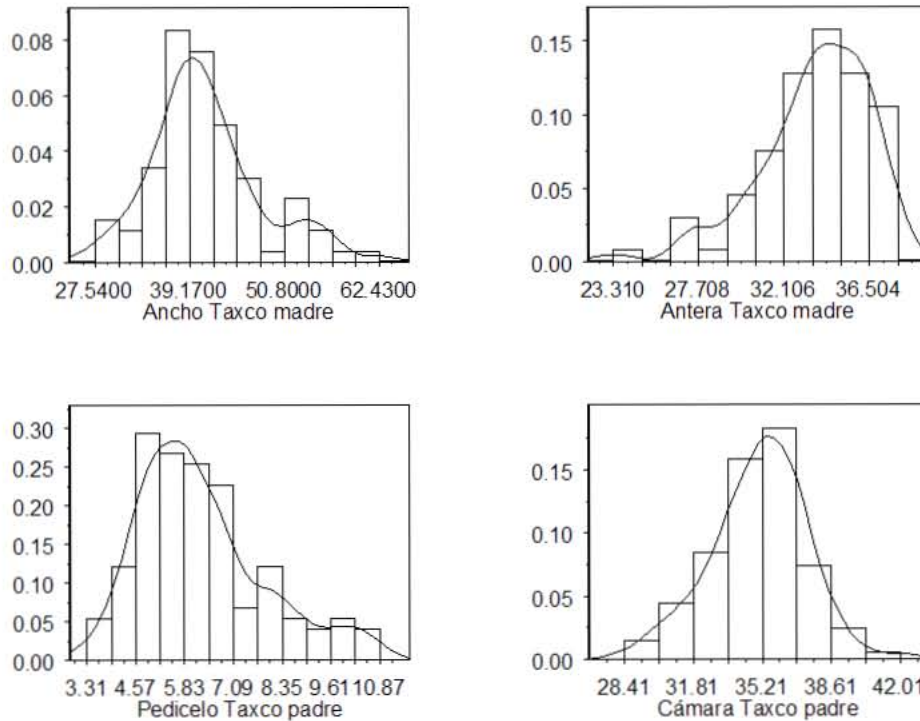 0.08
0.06
0.04
0.02
0.00
27.5400 39.1700 50.8000 62.4300
Ancho Taxco madre
0.15
0.10
0.05
0.00
23.310 27.708 32.106 36.504
Antera Taxco madre
0.30
0.25
0.20
0.15
0.10
0.05
0.00
3.31 4.57 5.83 7.09 8.35 9.61 10.87
Pedicelo Taxco padre
0.15
0.10
0.05
0.00
28.41 31.81 35.21 38.61 42.01
Cámara Taxco padre